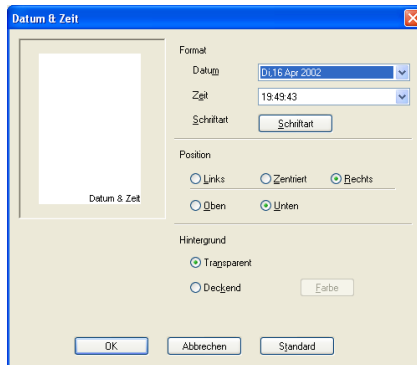 Datum & Zeit
Format
Datum Di,16 Apr 2002
Zeit 19:49:43
Schriftart Schriftart
Position
Links Zentriert Rechts
Datum & Zeit
Oben Unten
Hintergrund
Transparent
Deckend Farbe
OK Abbrechen Standard